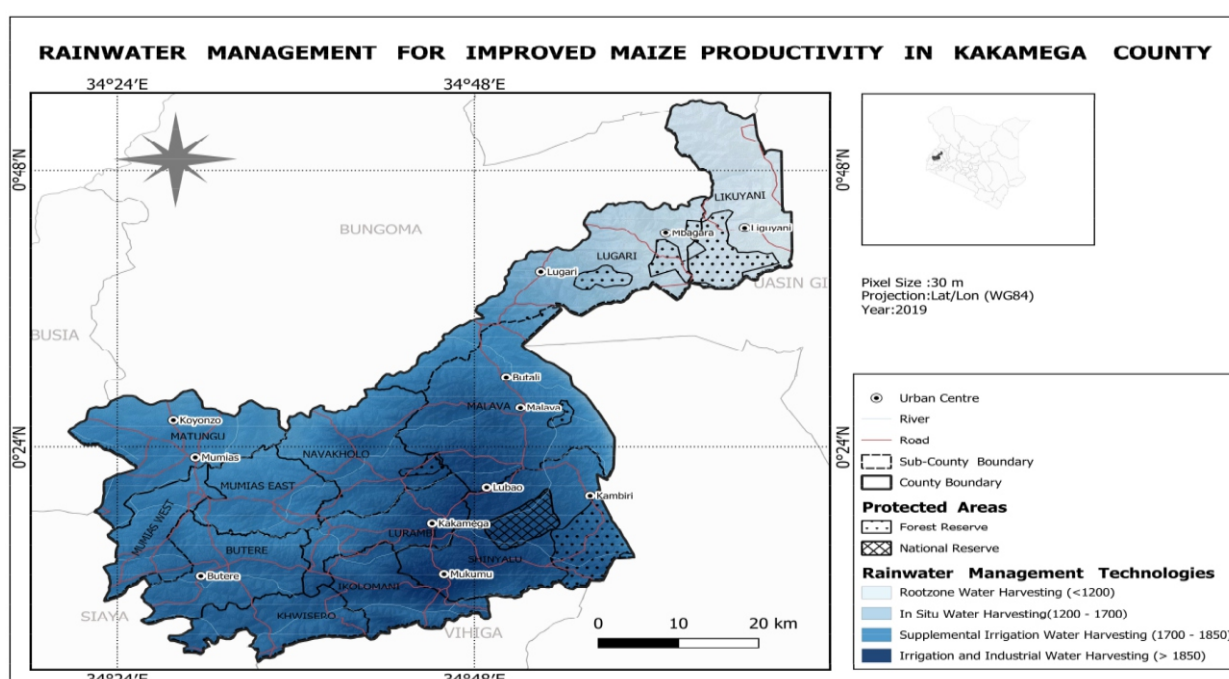 RAINWATER MANAGEMENT FOR IMPROVED MAIZE PRODUCTIVITY IN KAKAMEGA COUNTY
34°24'E
34°48'E
0°48'N
0°48'N
LIKUYANI
Liguyani
Mbagara
BUNGOMA
LUGARI
Lugari
UASIN GI
BUSIA
Butali
MALAVA
Malava
Koyonzo
MATUNGU
0°24'N
0°24'N
NAVAKHOLO
Mumias
MUMIAS EAST
Lubao
Kambiri
MUMIAS WEST
Kakamega
LURAMBI
BUTERE
SHINYALU
Butere
IKOLOMANI
Mukumu
SIAYA
KHWISERO
VIHIGA
0 10 20 km
34°24'E
34°48'E
Pixel Size :30 m
Projection:Lat/Lon (WG84)
Year:2019
Urban Centre
River
Road
Sub-County Boundary
County Boundary
Protected Areas
Forest Reserve
National Reserve
Rainwater Management Technologies
Rootzone Water Harvesting (<1200)
In Situ Water Harvesting(1200 - 1700)
Supplemental Irrigation Water Harvesting (1700 - 1850)
Irrigation and Industrial Water Harvesting (> 1850)